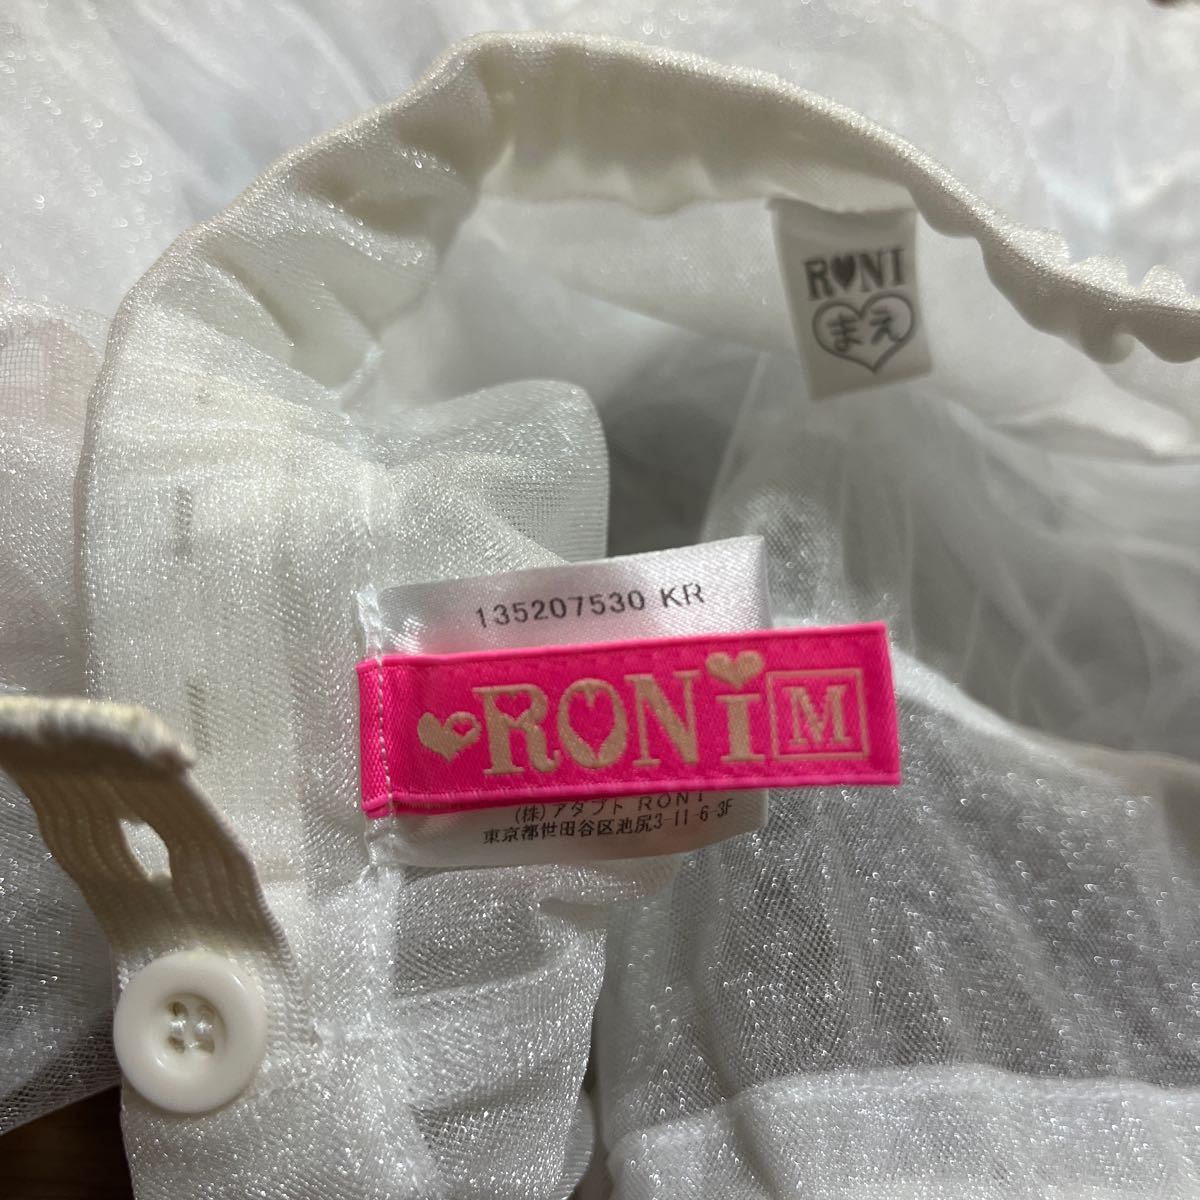 RONI
まえ
135207530 KR
RONi M
(株)アダプト RONI
東京都世田谷区池尻3-11-6-3F